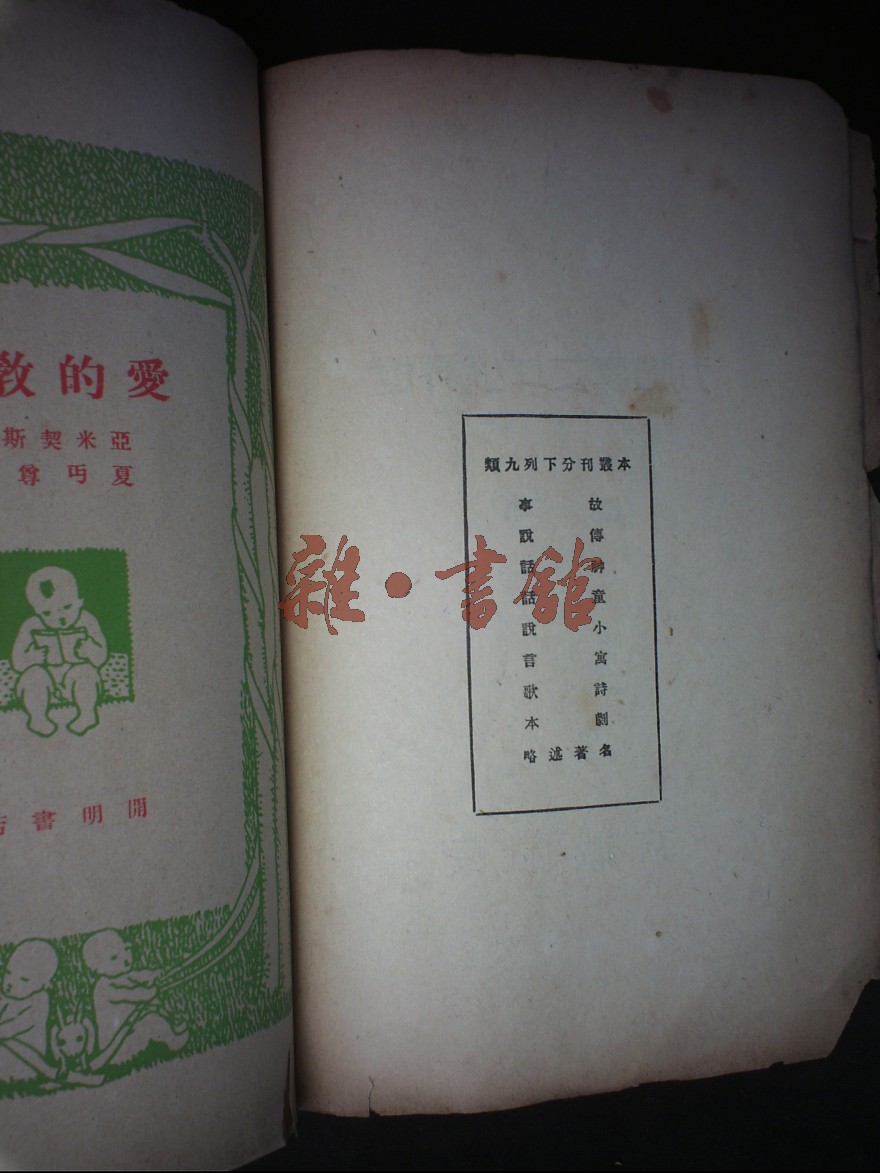 愛的教
亞米契斯
夏丏尊
開明書
本叢刊分下列九類
故事
傳說
神話
童話
小說
寓言
詩歌
劇本
名著述略
雜·書館